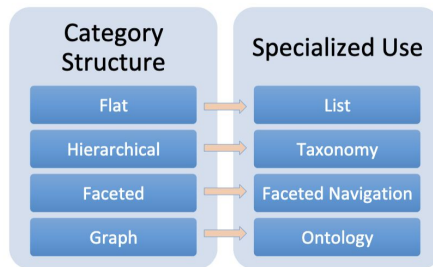 Category
Structure
Specialized Use
Flat
List
Hierarchical
Taxonomy
Faceted
Faceted Navigation
Graph
Ontology